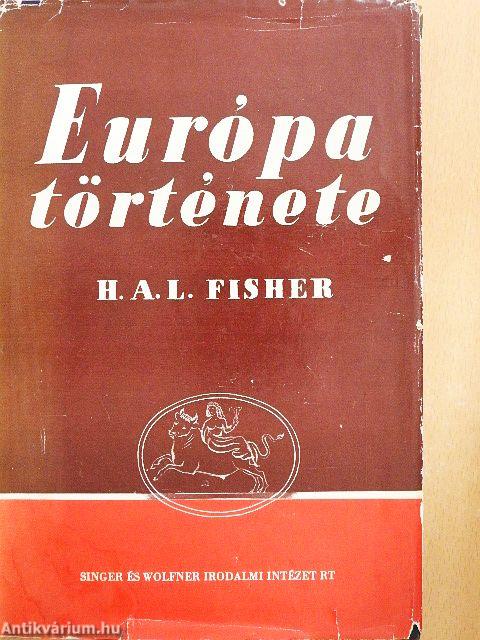 Európa
története
H. A. L. FISHER
SINGER ÉS WOLFNER IRODALMI INTÉZET RT
Antikvárium.hu